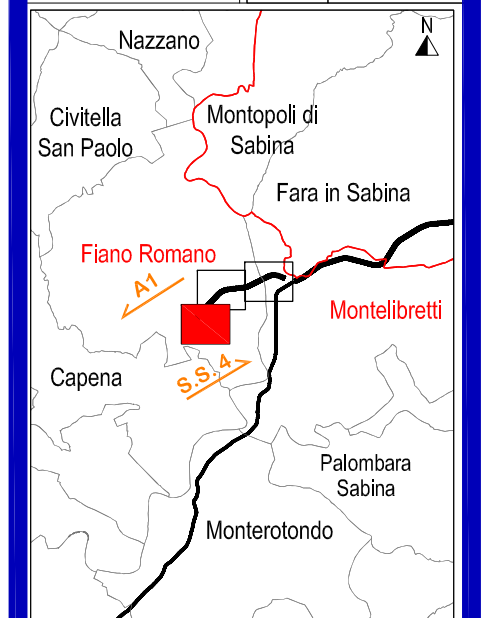 N
Nazzano
Civitella
San Paolo
Montopoli di
Sabina
Fara in Sabina
Fiano Romano
A1
Montelibretti
S.S. 4
Capena
Palombara
Sabina
Monterotondo